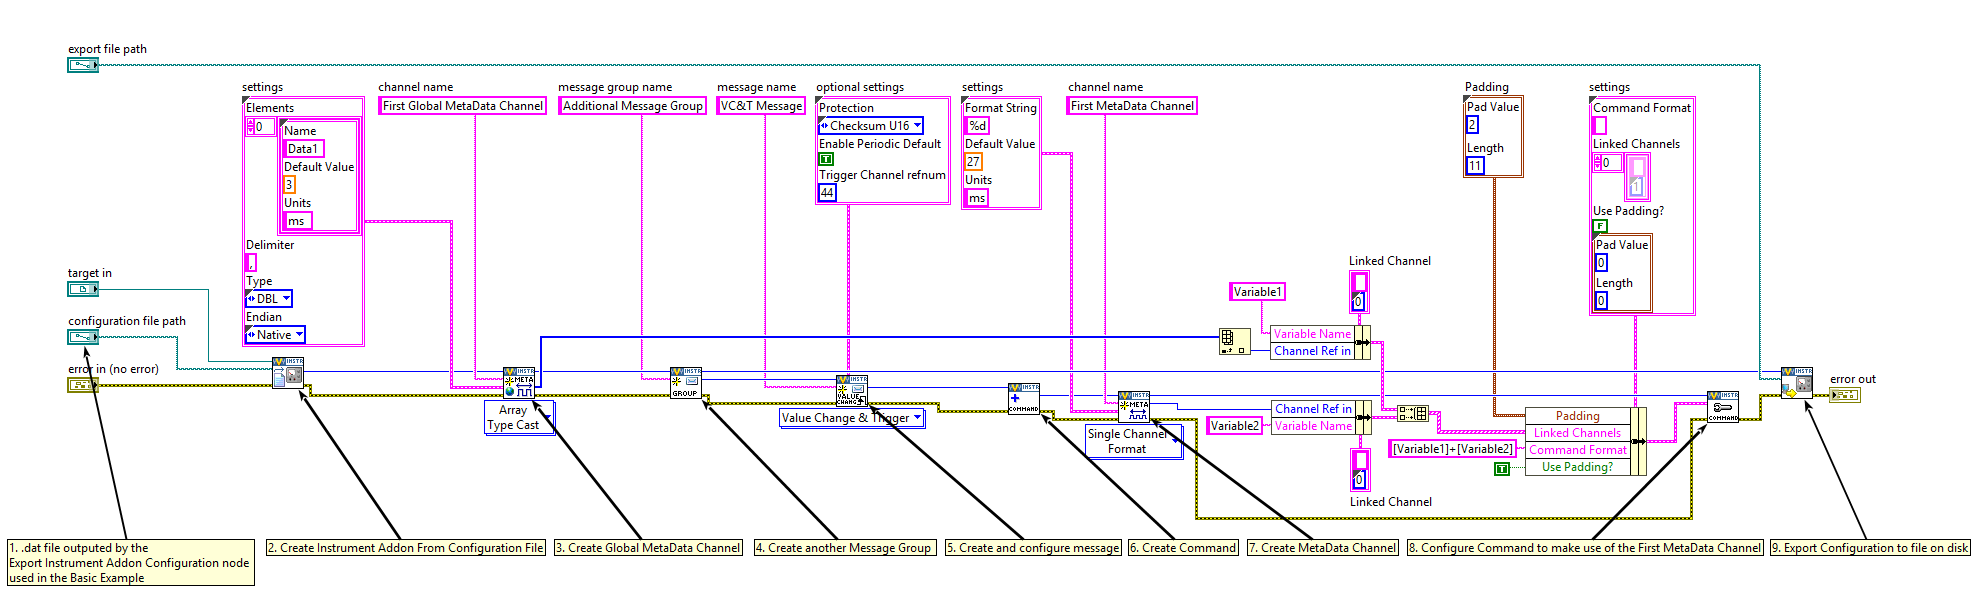 export file path
settings
Elements
0
Name
Data1
Default Value
3
Units
ms
Delimiter
,
Type
DBL
Endian
Native
channel name
First Global MetaData Channel
message group name
Additional Message Group
message name
VC&T Message
optional settings
Protection
Checksum U16
Enable Periodic Default
T
Trigger Channel refnum
44
settings
Format String
%d
Default Value
27
Units
ms
channel name
First MetaData Channel
Padding
Pad Value
2
Length
11
settings
Command Format
Linked Channels
0
1
Use Padding?
F
Pad Value
0
Length
0
target in
configuration file path
error in (no error)
INSTR
INSTR
META
Array
Type Cast
INSTR
GROUP
INSTR
VALUE
CHANGE
Value Change & Trigger
INSTR
COMMAND
INSTR
META
Single Channel
Format
Linked Channel
0
Variable1
Variable Name
Channel Ref in
Variable2
Channel Ref in
Variable Name
0
Linked Channel
[Variable1]+[Variable2]
T
Padding
Linked Channels
Command Format
Use Padding?
INSTR
COMMAND
INSTR
error out
1. .dat file outputed by the
Export Instrument Addon Configuration node
used in the Basic Example
2. Create Instrument Addon From Configuration File
3. Create Global MetaData Channel
4. Create another Message Group
5. Create and configure message
6. Create Command
7. Create MetaData Channel
8. Configure Command to make use of the First MetaData Channel
9. Export Configuration to file on disk